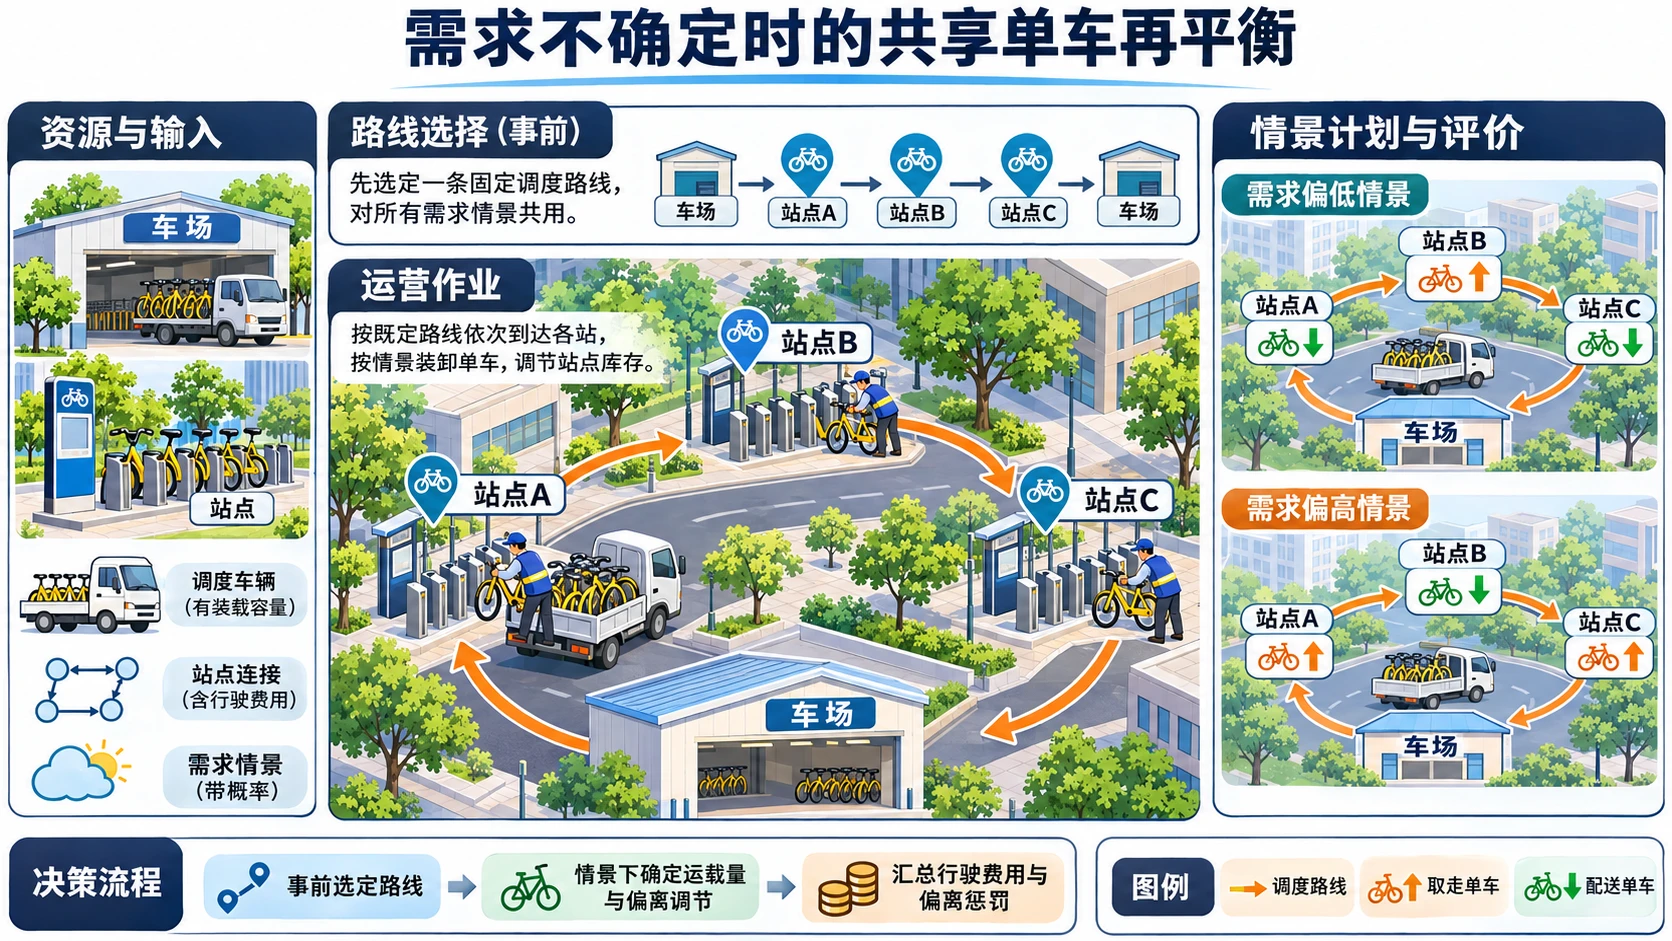 需求不确定时的共享单车再平衡
资源与输入
车场
站点
调度车辆
(有装载容量)
站点连接
(含行驶费用)
需求情景
(带概率)
路线选择(事前)
先选定一条固定调度路线，
对所有需求情景共用。
车场
站点A
站点B
站点C
车场
运营作业
按既定路线依次到达各站，
按情景装卸单车，调节站点库存。
站点B
站点A
站点C
车场
情景计划与评价
需求偏低情景
站点B
站点A
站点C
车场
需求偏高情景
站点B
站点A
站点C
车场
决策流程
事前选定路线
情景下确定运载量
与偏离调节
汇总行驶费用与
偏离惩罚
图例
调度路线
取走单车
配送单车